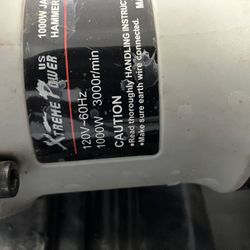 1000W JA
HAMMER
XTREME POWER
US
120V~60Hz
1000W 3000r/min
CAUTION
●Read thoroughly HANDLING INSTRUC
●Make sure earth wire connected.